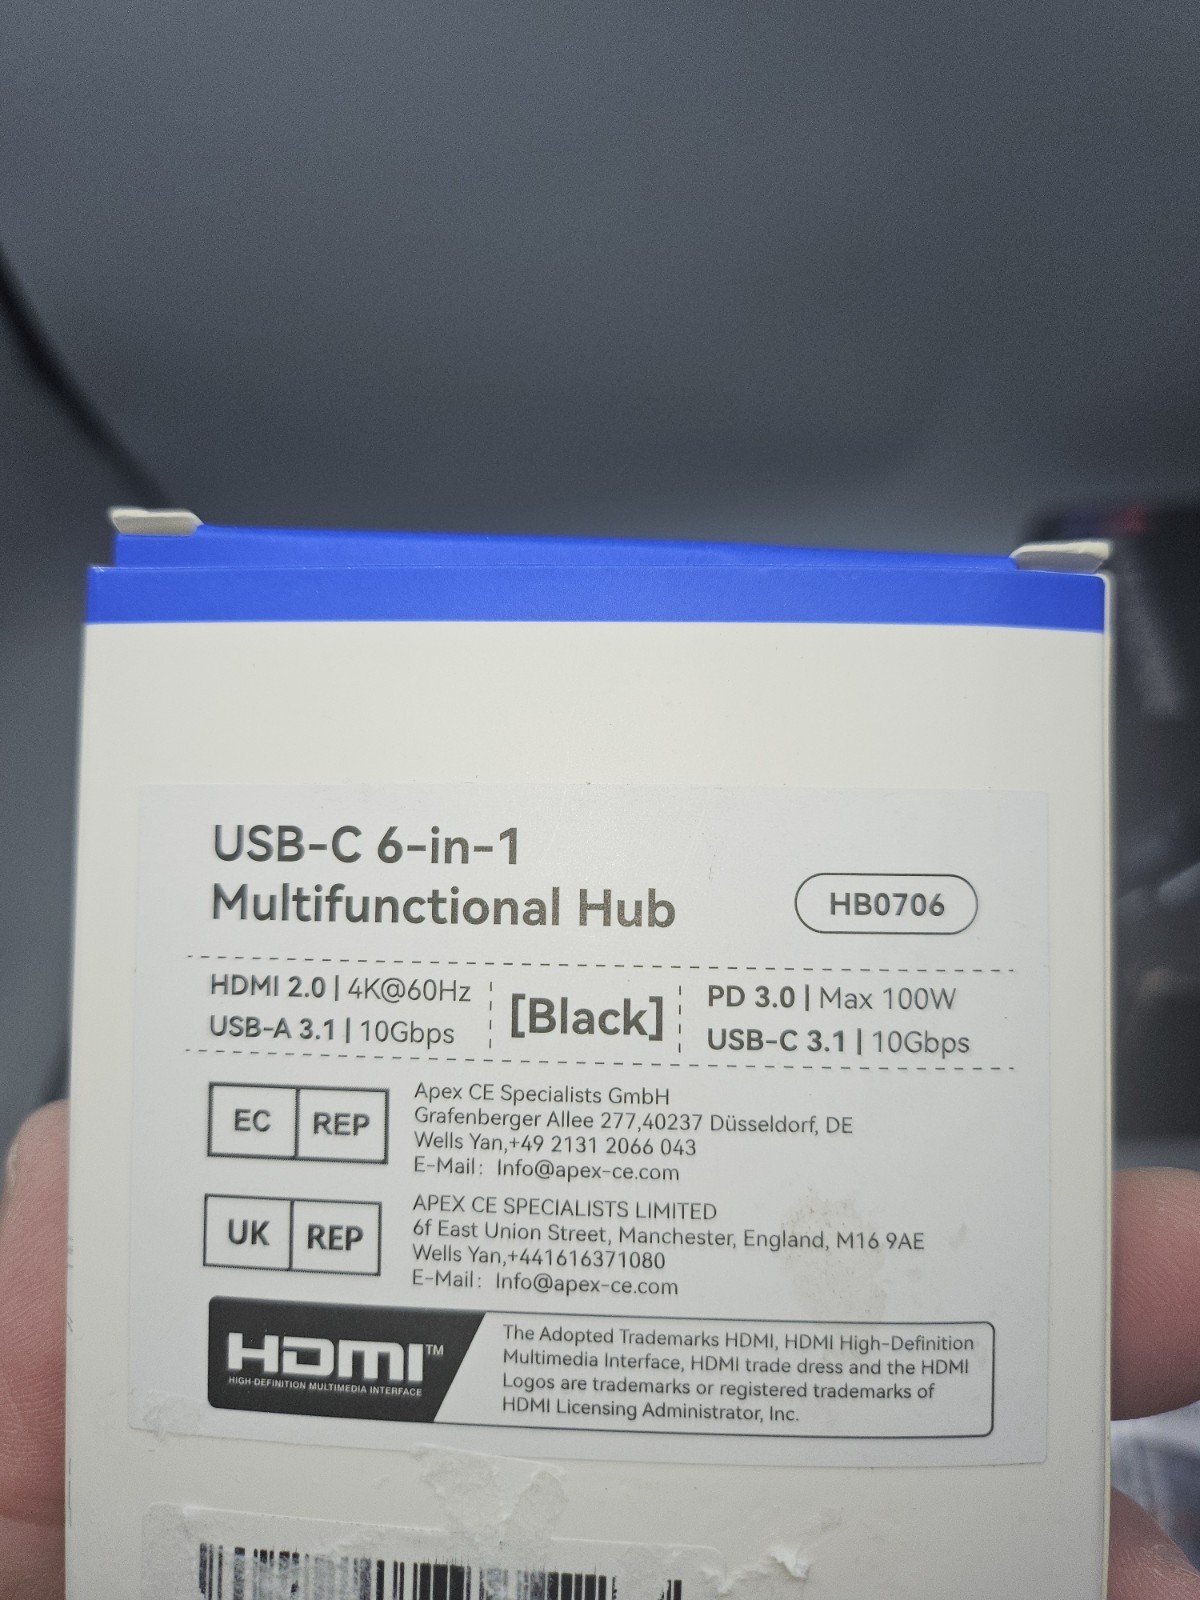 USB-C 6-in-1
Multifunctional Hub
HB0706
HDMI 2.0 | 4K@60Hz
USB-A 3.1 | 10Gbps
[Black]
PD 3.0 | Max 100W
USB-C 3.1 | 10Gbps
EC REP
Apex CE Specialists GmbH
Grafenberger Allee 277,40237 Düsseldorf, DE
Wells Yan,+49 2131 2066 043
E-Mail: Info@apex-ce.com
UK REP
APEX CE SPECIALISTS LIMITED
6f East Union Street, Manchester, England, M16 9AE
Wells Yan,+441616371080
E-Mail: Info@apex-ce.com
HDMI™
HIGH-DEFINITION MULTIMEDIA INTERFACE
The Adopted Trademarks HDMI, HDMI High-Definition
Multimedia Interface, HDMI trade dress and the HDMI
Logos are trademarks or registered trademarks of
HDMI Licensing Administrator, Inc.